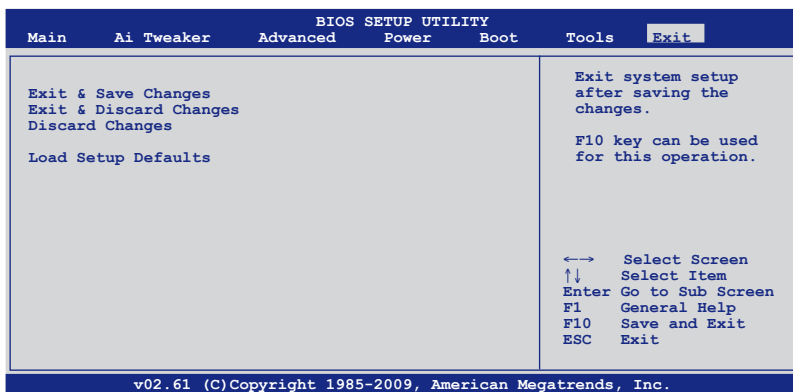 BIOS SETUP UTILITY
Main Ai Tweaker Advanced Power Boot Tools Exit
Exit & Save Changes
Exit & Discard Changes
Discard Changes
Load Setup Defaults
Exit system setup
after saving the
changes.
F10 key can be used
for this operation.
←→ Select Screen
↑↓ Select Item
Enter Go to Sub Screen
F1 General Help
F10 Save and Exit
ESC Exit
v02.61 (C)Copyright 1985-2009, American Megatrends, Inc.